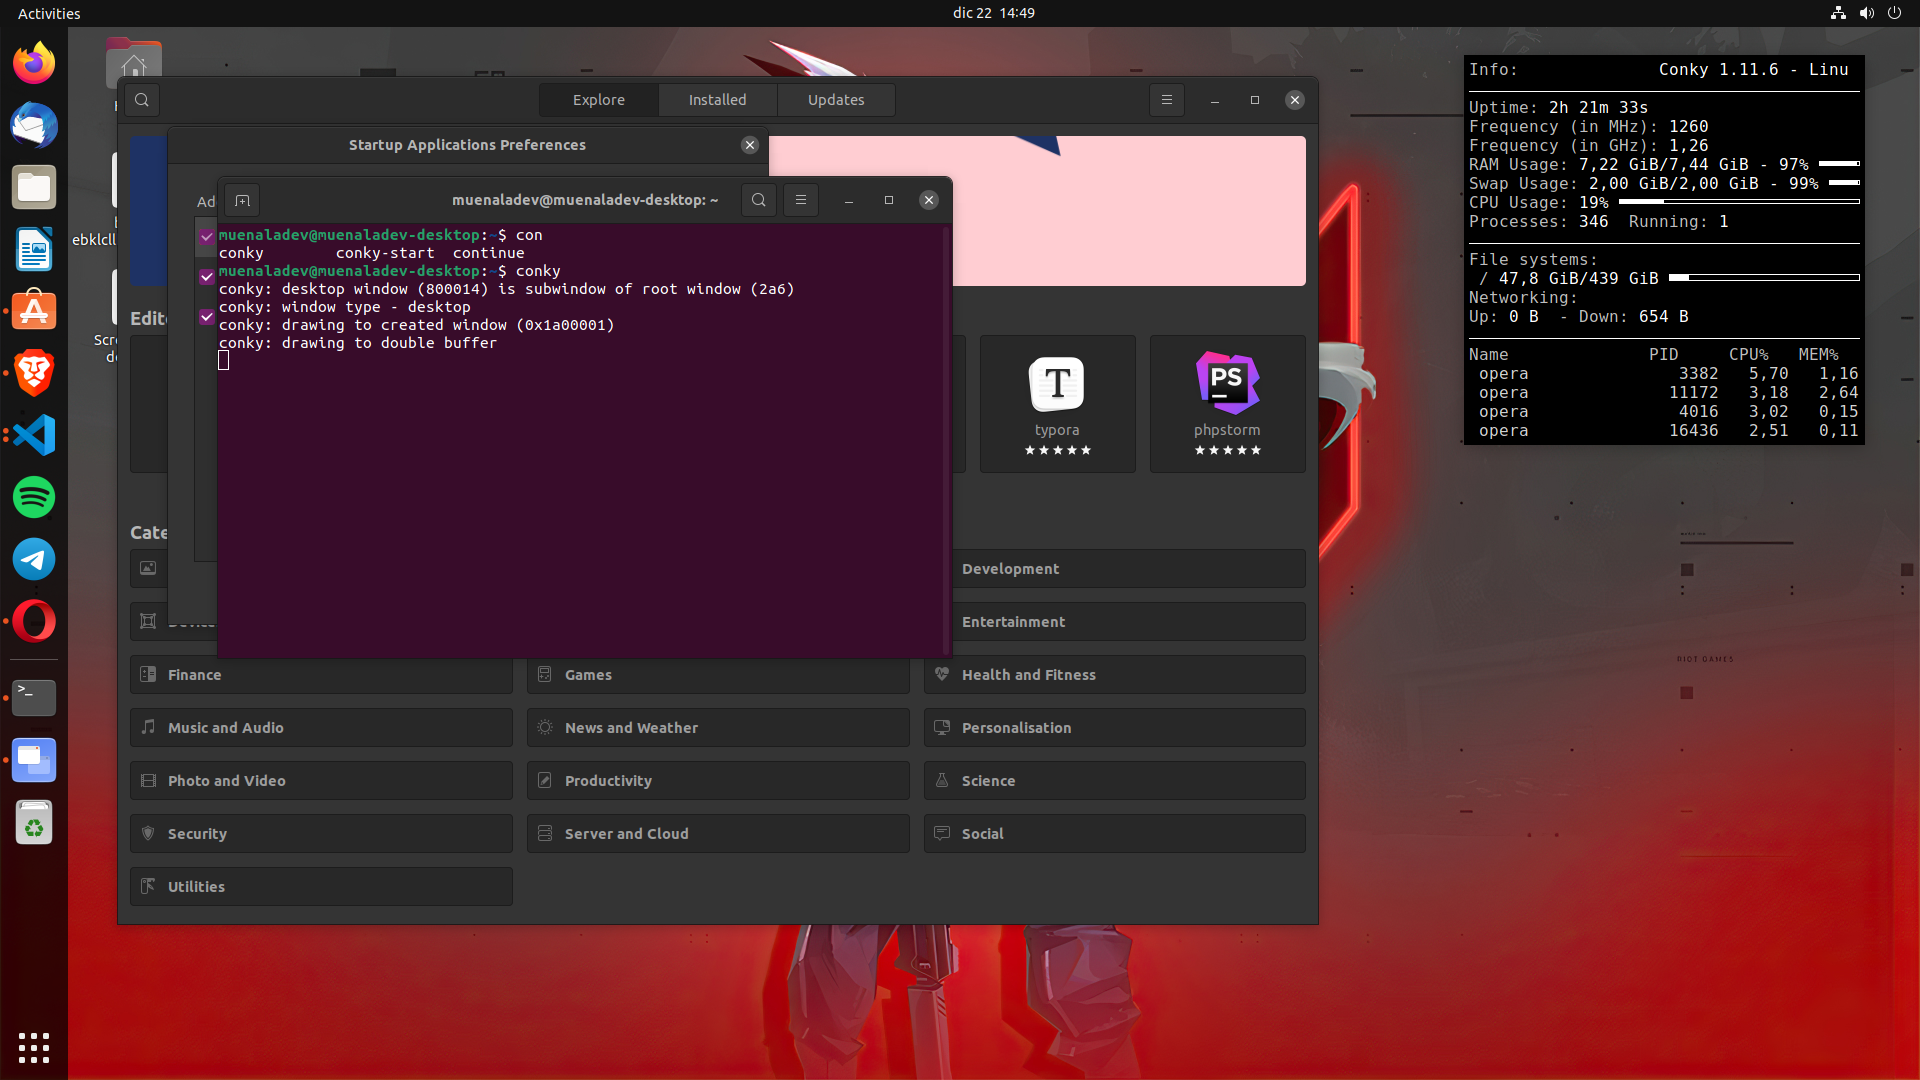 Activities
dic 22 14:49
Explore
Installed
Updates
Startup Applications Preferences
muenaladev@muenaladev-desktop: ~
muenaladev@muenaladev-desktop:~$ con
conky conky-start continue
muenaladev@muenaladev-desktop:~$ conky
conky: desktop window (800014) is subwindow of root window (2a6)
conky: window type - desktop
conky: drawing to created window (0x1a00001)
conky: drawing to double buffer
ebklcll
Scre
de
Edito
Cate
typora
phpstorm
PS
T
Development
Entertainment
Finance
Games
Health and Fitness
Music and Audio
News and Weather
Personalisation
Photo and Video
Productivity
Science
Security
Server and Cloud
Social
Utilities
Info: Conky 1.11.6 - Linu
Uptime: 2h 21m 33s
Frequency (in MHz): 1260
Frequency (in GHz): 1,26
RAM Usage: 7,22 GiB/7,44 GiB - 97%
Swap Usage: 2,00 GiB/2,00 GiB - 99%
CPU Usage: 19%
Processes: 346 Running: 1
File systems:
/ 47,8 GiB/439 GiB
Networking:
Up: 0 B - Down: 654 B
Name PID CPU% MEM%
opera 3382 5,70 1,16
opera 11172 3,18 2,64
opera 4016 3,02 0,15
opera 16436 2,51 0,11
RIOT GAMES